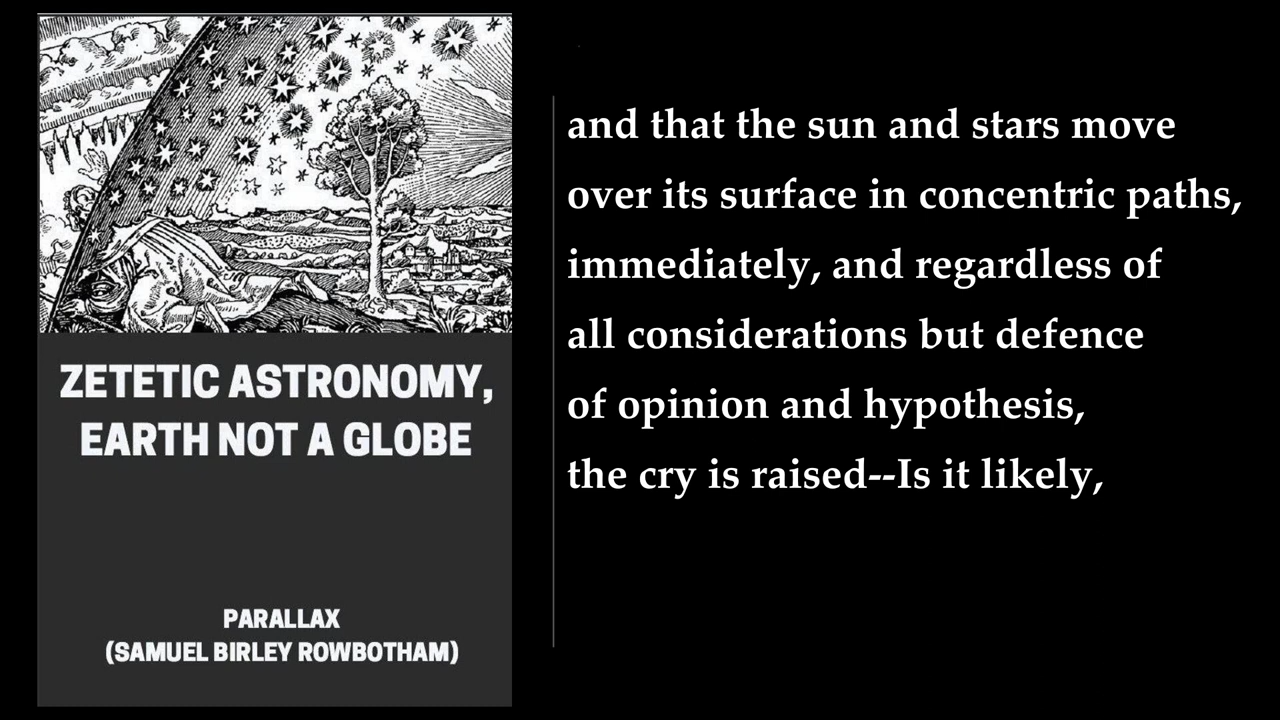 ZETETIC ASTRONOMY,
EARTH NOT A GLOBE
PARALLAX
(SAMUEL BIRLEY ROWBOTHAM)
and that the sun and stars move
over its surface in concentric paths,
immediately, and regardless of
all considerations but defence
of opinion and hypothesis,
the cry is raised--Is it likely,